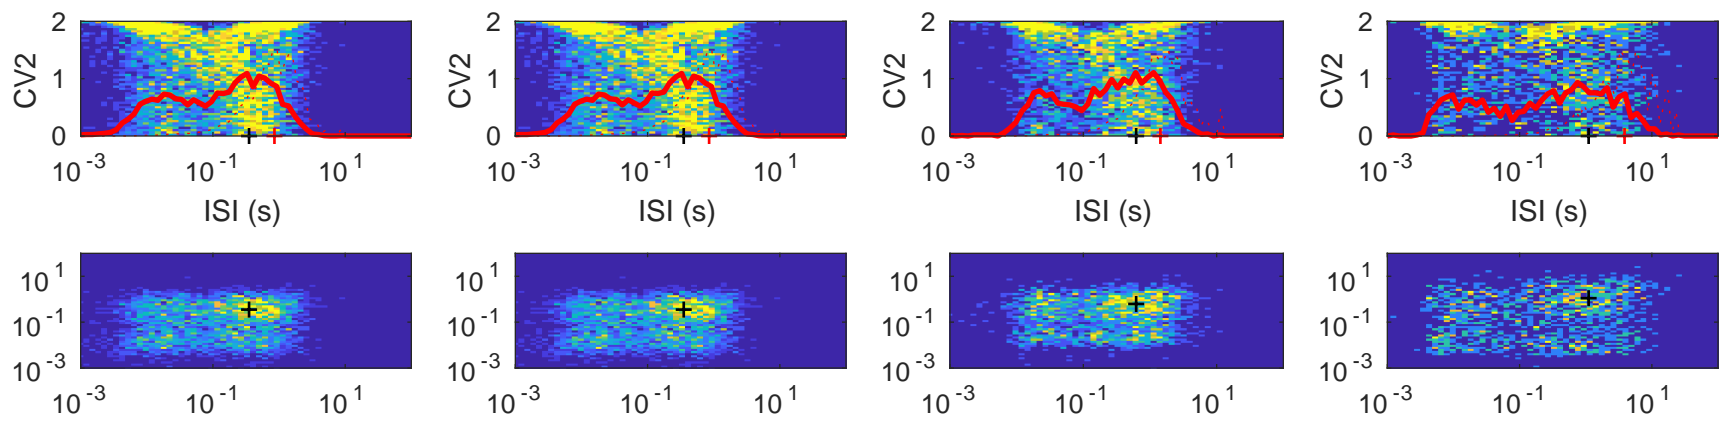 2 2 2 2
CV2 1 CV2 1 CV2 1 CV2 1
0 0 0 0
10^-3 10^-1 10^1 10^-3 10^-1 10^1 10^-3 10^-1 10^1 10^-3 10^-1 10^1
ISI (s) ISI (s) ISI (s) ISI (s)
10^1 10^1 10^1 10^1
10^-1 10^-1 10^-1 10^-1
10^-3 10^-3 10^-3 10^-3
10^-3 10^-1 10^1 10^-3 10^-1 10^1 10^-3 10^-1 10^1 10^-3 10^-1 10^1